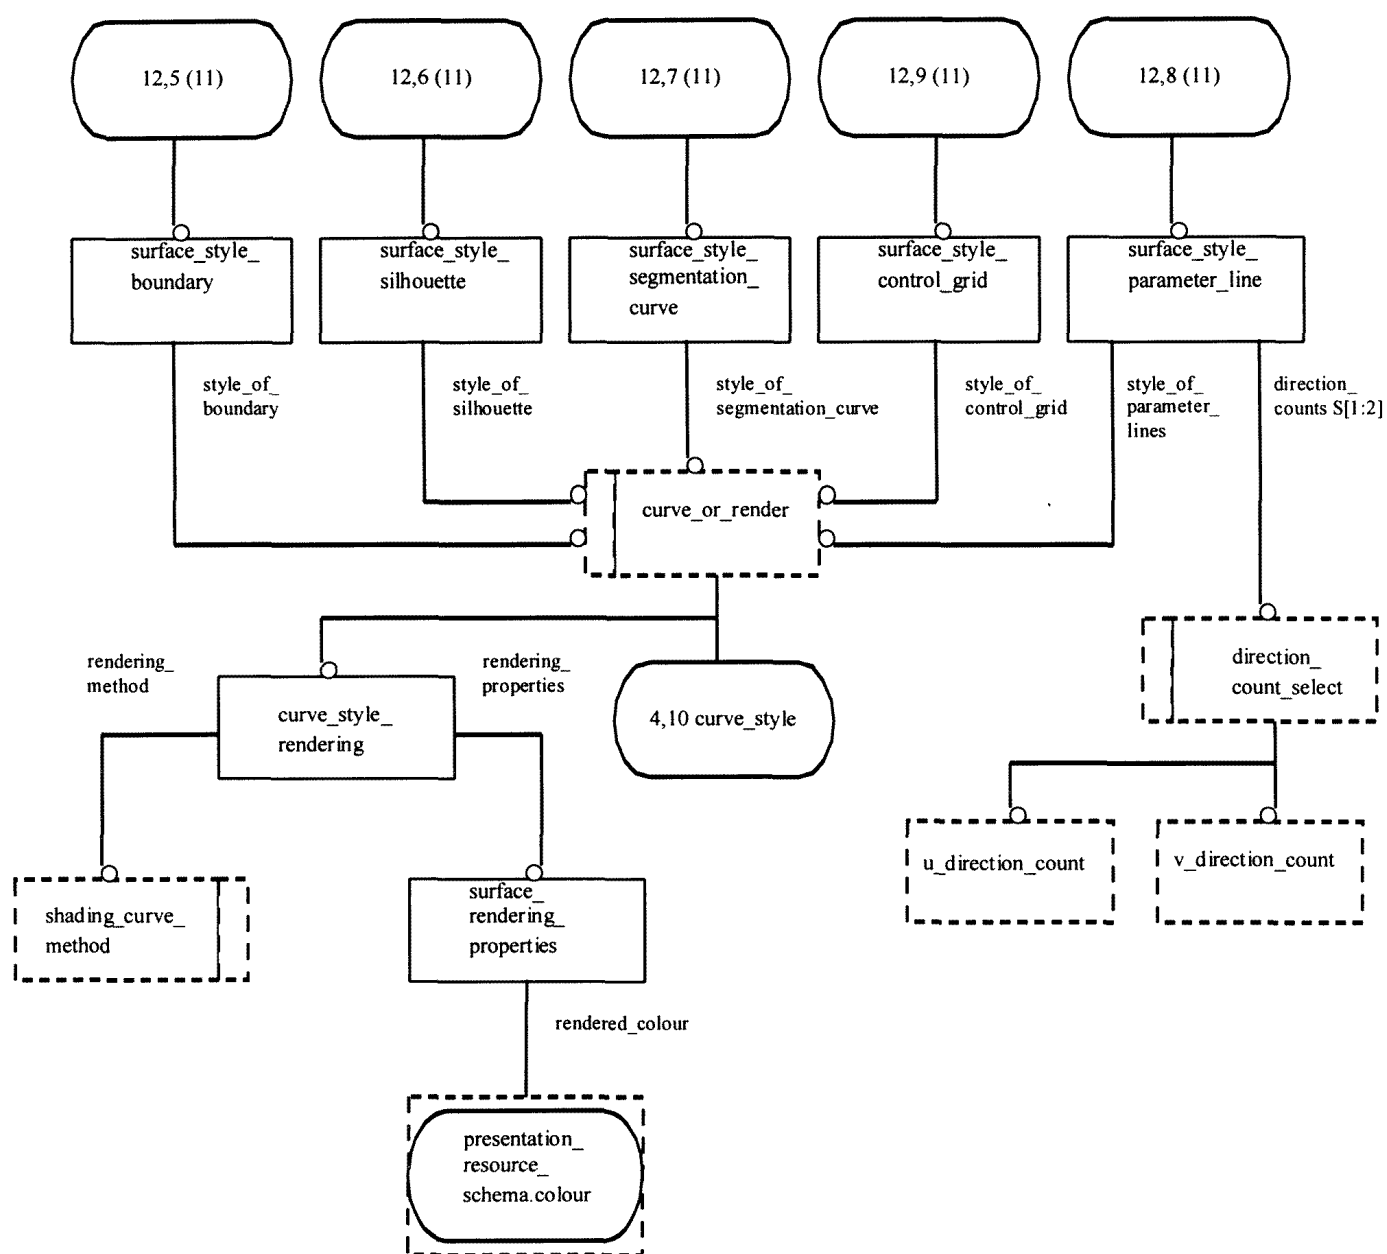 12,5 (11)
12,6 (11)
12,7 (11)
12,9 (11)
12,8 (11)
surface_style_
boundary
surface_style_
silhouette
surface_style_
segmentation_
curve
surface_style_
control_grid
surface_style_
parameter_line
style_of_
boundary
style_of_
silhouette
style_of_
segmentation_curve
style_of_
control_grid
style_of_
parameter_
lines
direction_
counts S[1:2]
curve_or_render
rendering_
method
rendering_
properties
direction_
count_select
curve_style_
rendering
4,10 curve_style
u_direction_count
v_direction_count
shading_curve_
method
surface_
rendering_
properties
rendered_colour
presentation_
resource_
schema.colour